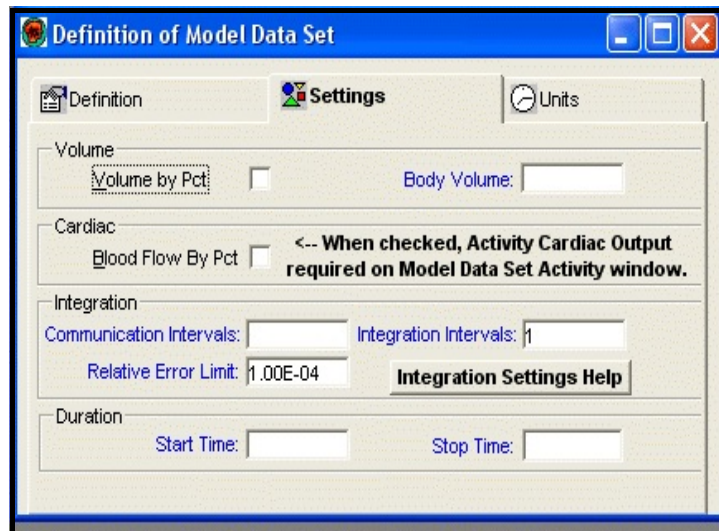 Definition of Model Data Set
Definition
Settings
Units
Volume
Volume by Pct
Body Volume:
Cardiac
Blood Flow By Pct
<-- When checked, Activity Cardiac Output
required on Model Data Set Activity window.
Integration
Communication Intervals:
Integration Intervals: 1
Relative Error Limit: 1.00E-04
Integration Settings Help
Duration
Start Time:
Stop Time: